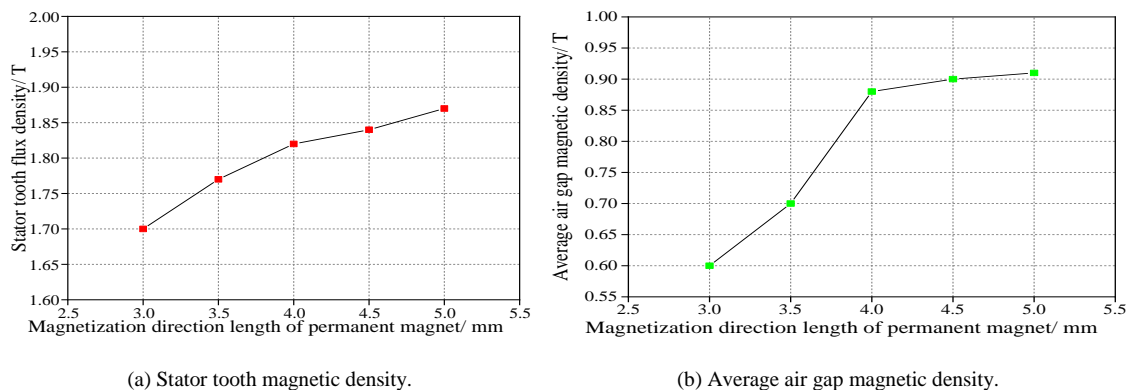 2.00
1.90
1.85
1.80
1.70
1.65
1.60
2.5 3.0 3.5 4.0 4.5 5.0 5.5
Stator tooth flux density/ T
Magnetization direction length of permanent magnet/ mm
(a) Stator tooth magnetic density.
1.00
0.95
0.90
0.85
0.80
0.75
0.70
0.65
0.60
0.55
2.5 3.0 3.5 4.0 4.5 5.0 5.5
Average air gap magnetic density/T
Magnetization direction length of permanent magnet/ mm
(b) Average air gap magnetic density.